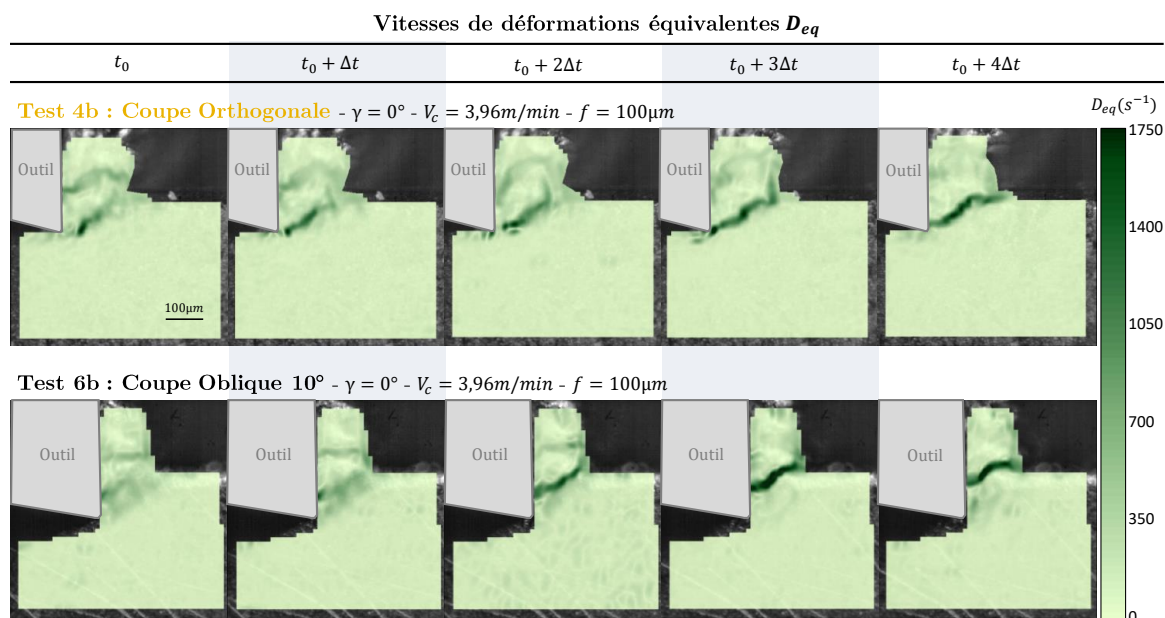 Vitesses de déformations équivalentes D_eq
t_0 t_0 + Δt t_0 + 2Δt t_0 + 3Δt t_0 + 4Δt
Test 4b : Coupe Orthogonale - γ = 0° - V_c = 3,96m/min - f = 100μm
D_eq(s^{-1})
Outil Outil Outil Outil Outil
100μm
Test 6b : Coupe Oblique 10° - γ = 0° - V_c = 3,96m/min - f = 100μm
Outil Outil Outil Outil Outil
1750
1400
1050
700
350
0